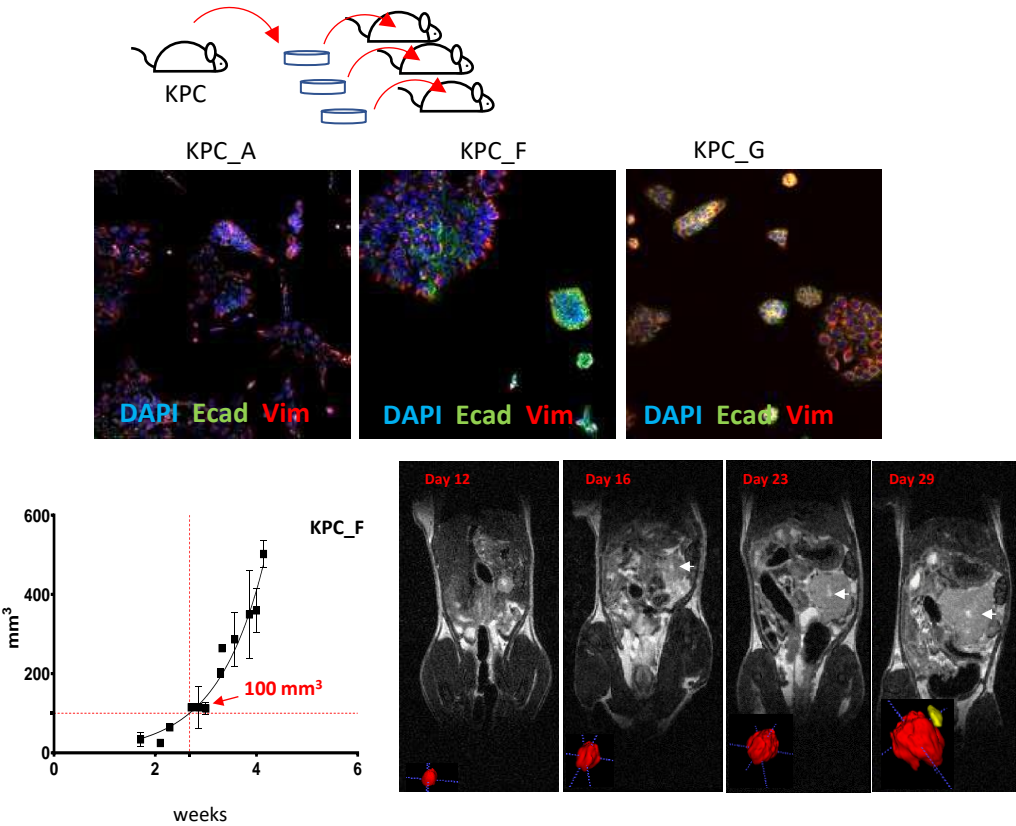 KPC
KPC_A
KPC_F
KPC_G
DAPI Ecad Vim
DAPI Ecad Vim
DAPI Ecad Vim
600
400
200
0
mm³
KPC_F
100 mm³
0
2
4
6
weeks
Day 12
Day 16
Day 23
Day 29